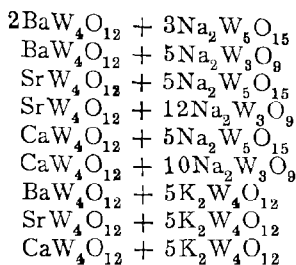 2BaW₄O₁₂ + 3Na₂W₅O₁₅
BaW₄O₁₂ + 5Na₂W₃O₉
SrW₄O₁₂ + 5Na₂W₅O₁₅
SrW₄O₁₂ + 12Na₂W₃O₉
CaW₄O₁₂ + 5Na₂W₅O₁₅
CaW₄O₁₂ + 10Na₂W₃O₉
BaW₄O₁₂ + 5K₂W₄O₁₂
SrW₄O₁₂ + 5K₂W₄O₁₂
CaW₄O₁₂ + 5K₂W₄O₁₂